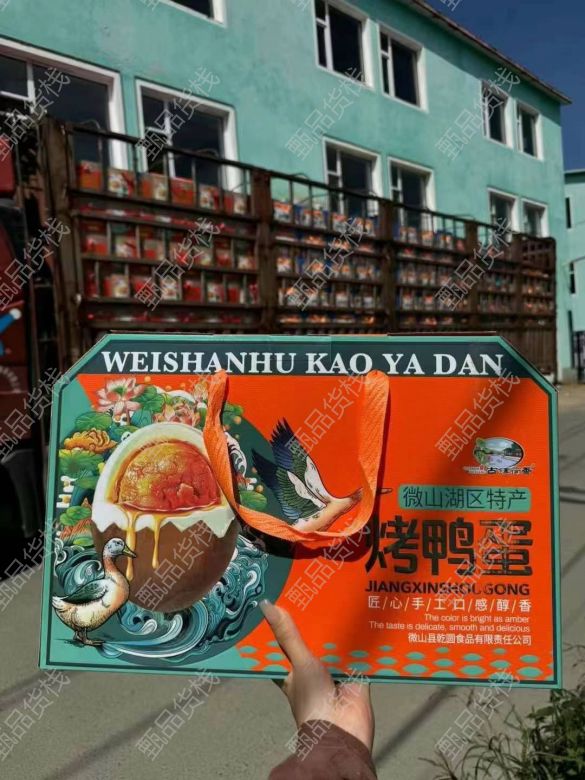 WEISHANHU KAO YA DAN
微山湖区特产
烤鸭蛋
JIANGXINSHOUGONG
匠/心/手/工/口/感/醇/香
The color is bright as amber
The taste is delicate, smooth and delicious
微山县乾圆食品有限责任公司
甄品货栈